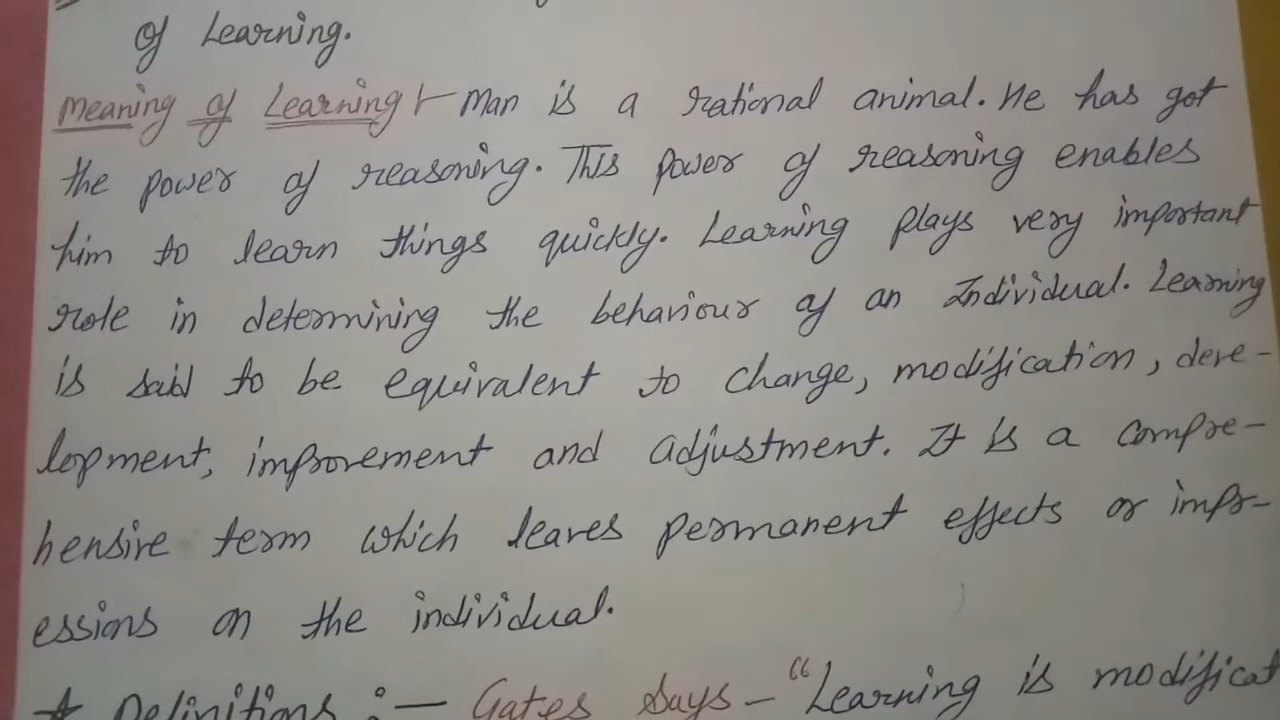 of Learning.
Meaning of Learning :- Man is a rational animal. He has got
the power of reasoning. This power of reasoning enables
him to learn things quickly. Learning plays very important
role in determining the behaviour of an Individual. Learning
is said to be equivalent to change, modification, deve-
lopment, improvement and adjustment. It is a compre-
hensive term which leaves permanent effects or impr-
essions on the individual.
* Definitions :- Gates says - "Learning is modificat